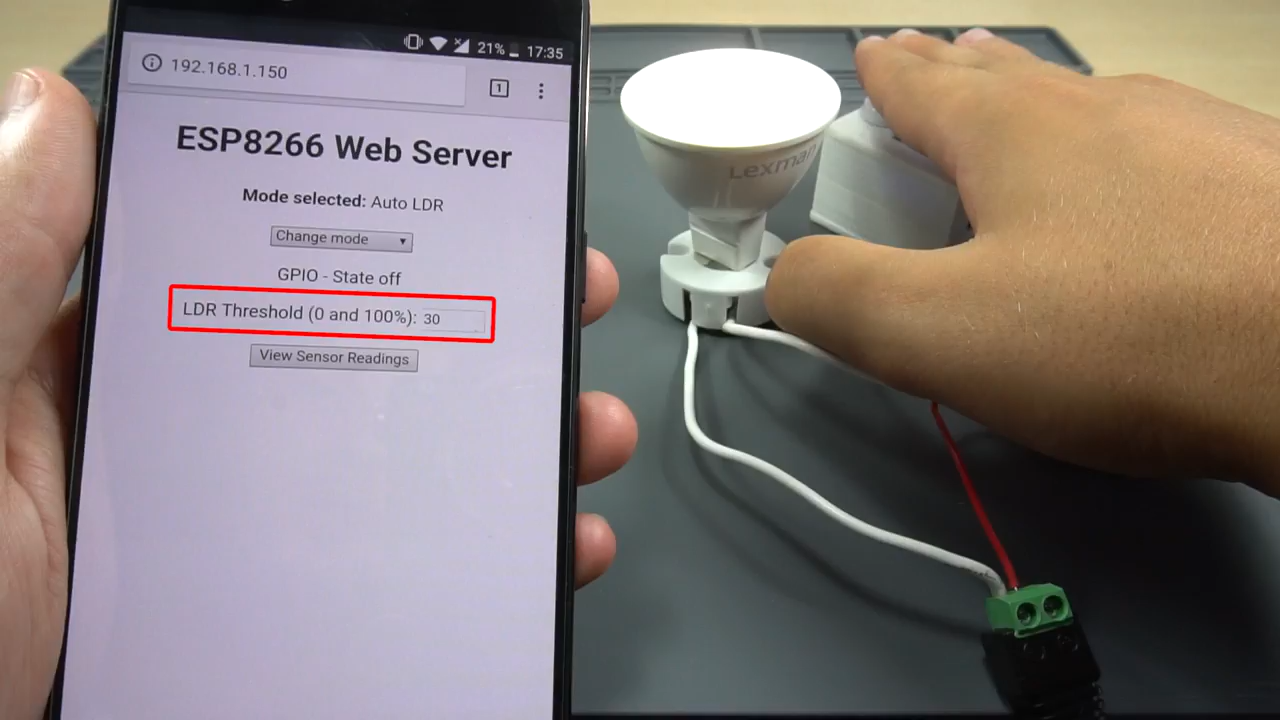 21% 17:35
192.168.1.150
1
ESP8266 Web Server
Mode selected: Auto LDR
Change mode
GPIO - State off
LDR Threshold (0 and 100%): 30
View Sensor Readings
Lexman